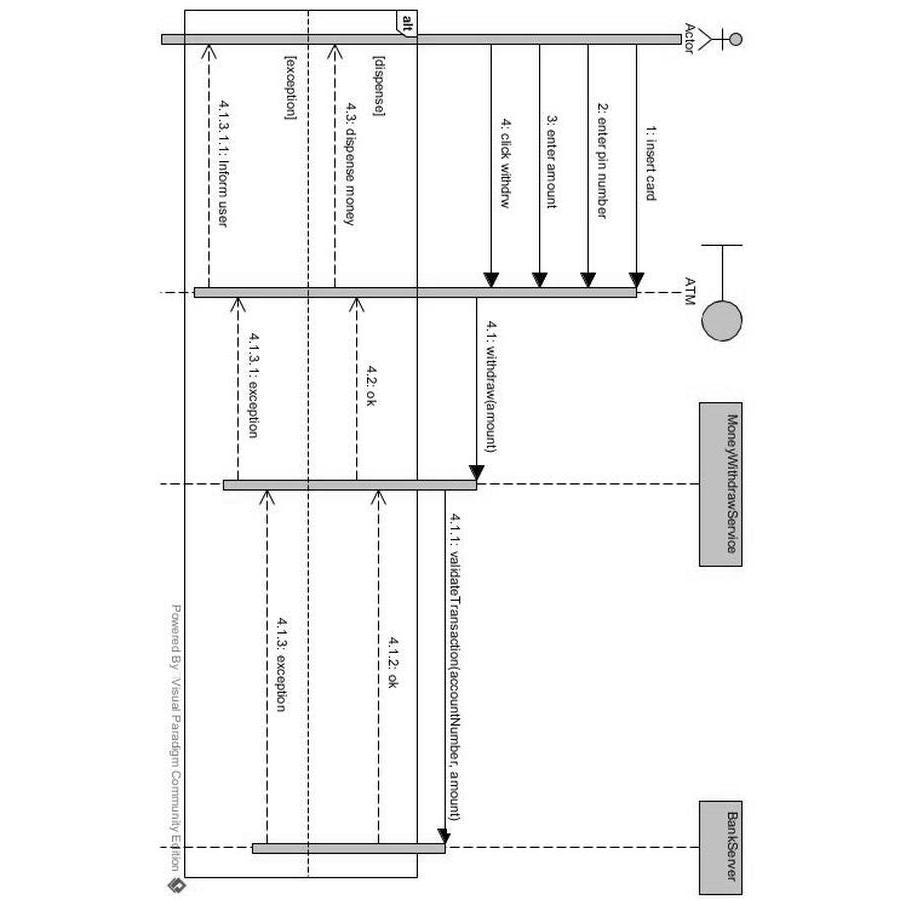 Actor
ATM
MoneyWithdrawService
BankServer
1: insert card
2: enter pin number
3: enter amount
4: click withdrw
4.1: withdraw(amount)
4.1.1: validateTransaction(accountNumber, amount)
alt
[dispense]
4.1.2: ok
4.2: ok
4.3: dispense money
[exoeption]
4.1.3: exception
4.1.3.1: exception
4.1.3.1.1: Inform user
Powered By Visual Paradigm Community Edition